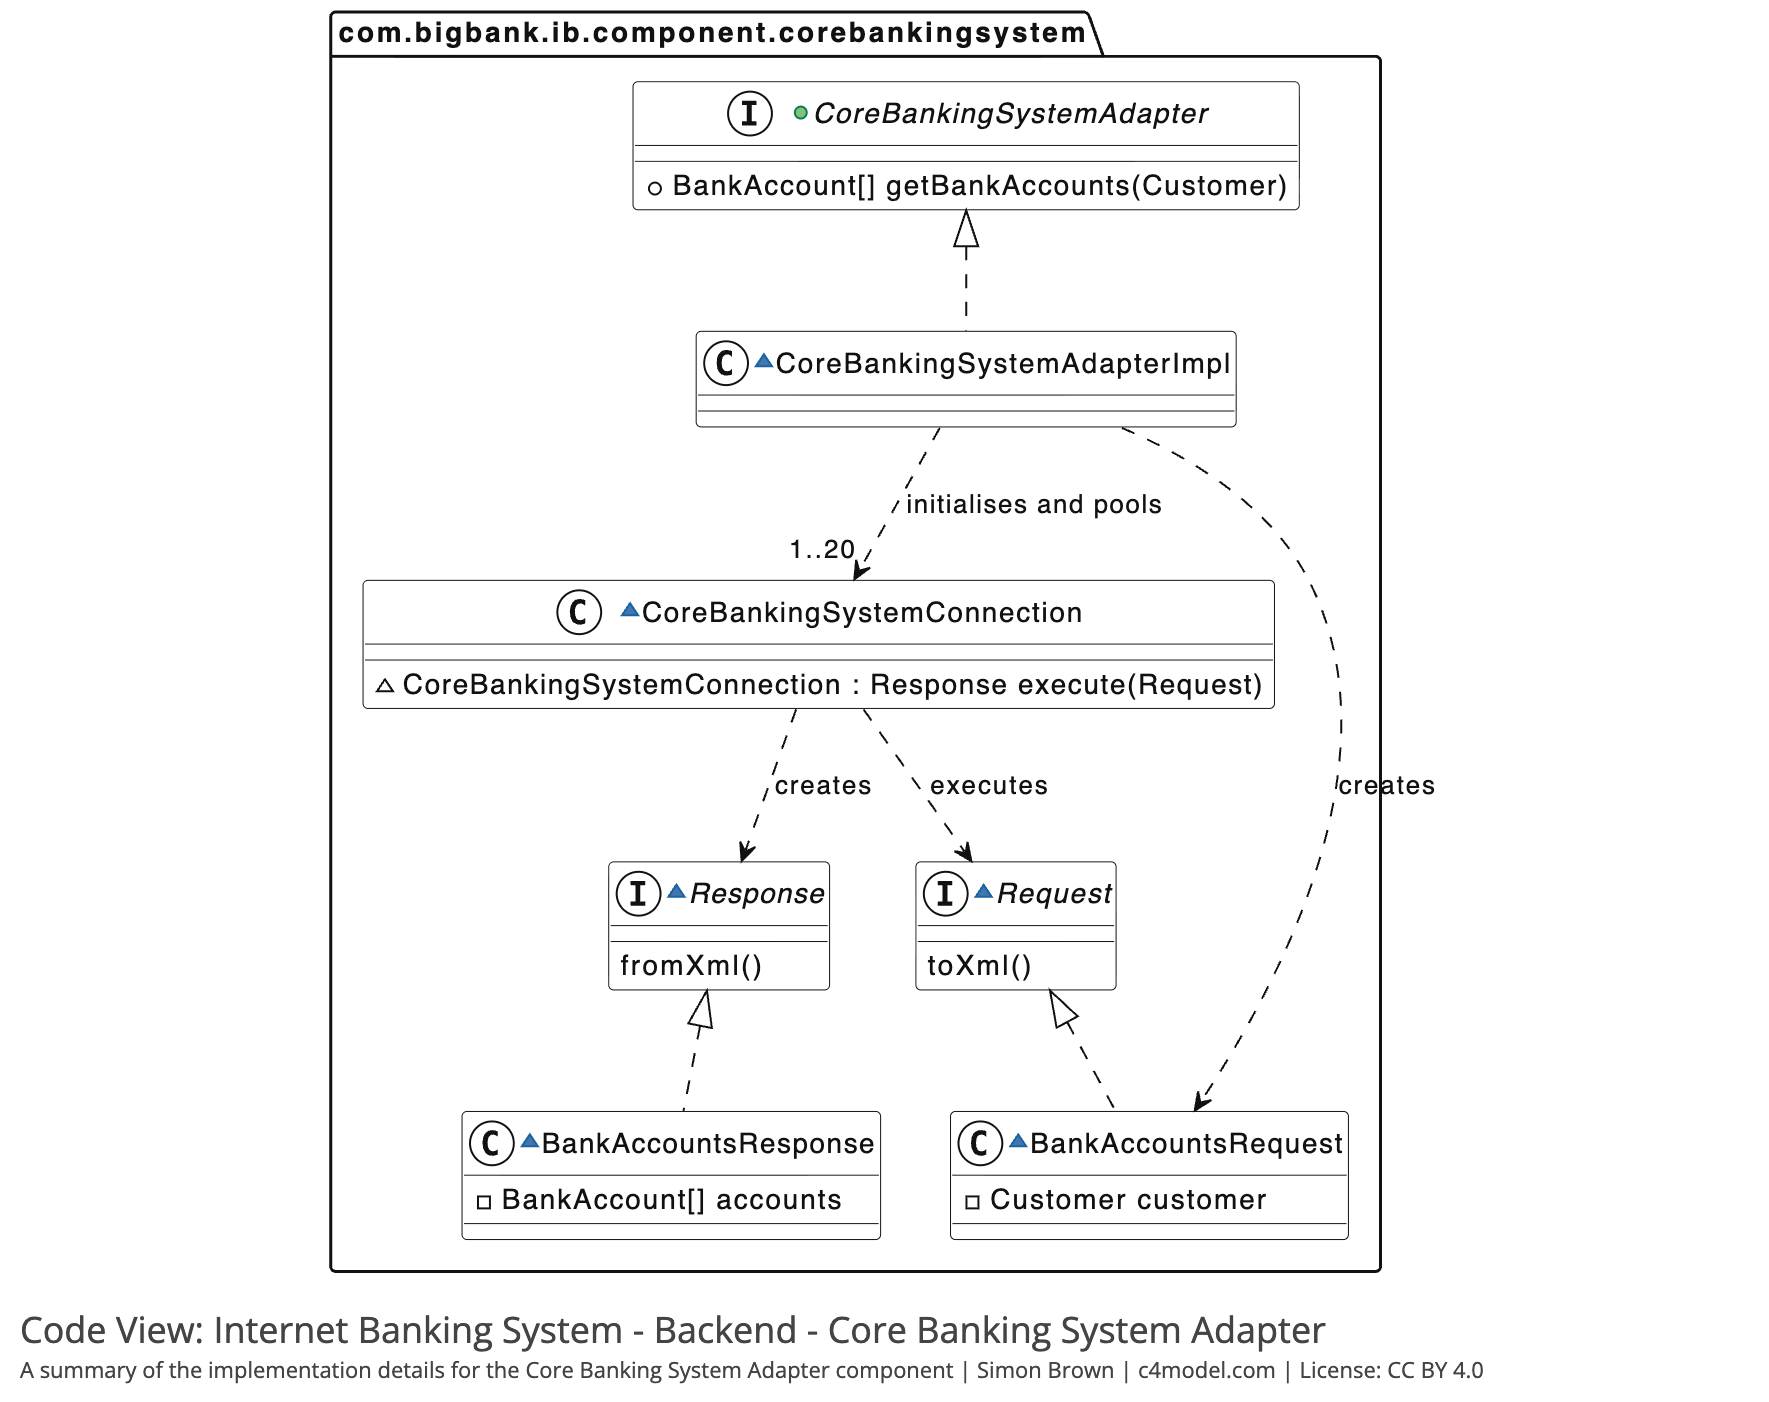 com.bigbank.ib.component.corebankingsystem
I CoreBankingSystemAdapter
BankAccount[] getBankAccounts(Customer)
C CoreBankingSystemAdapterImpl
initialises and pools
1..20
C CoreBankingSystemConnection
CoreBankingSystemConnection : Response execute(Request)
creates
executes
creates
I Response
fromXml()
I Request
toXml()
C BankAccountsResponse
BankAccount[] accounts
C BankAccountsRequest
Customer customer
Code View: Internet Banking System - Backend - Core Banking System Adapter
A summary of the implementation details for the Core Banking System Adapter component | Simon Brown | c4model.com | License: CC BY 4.0